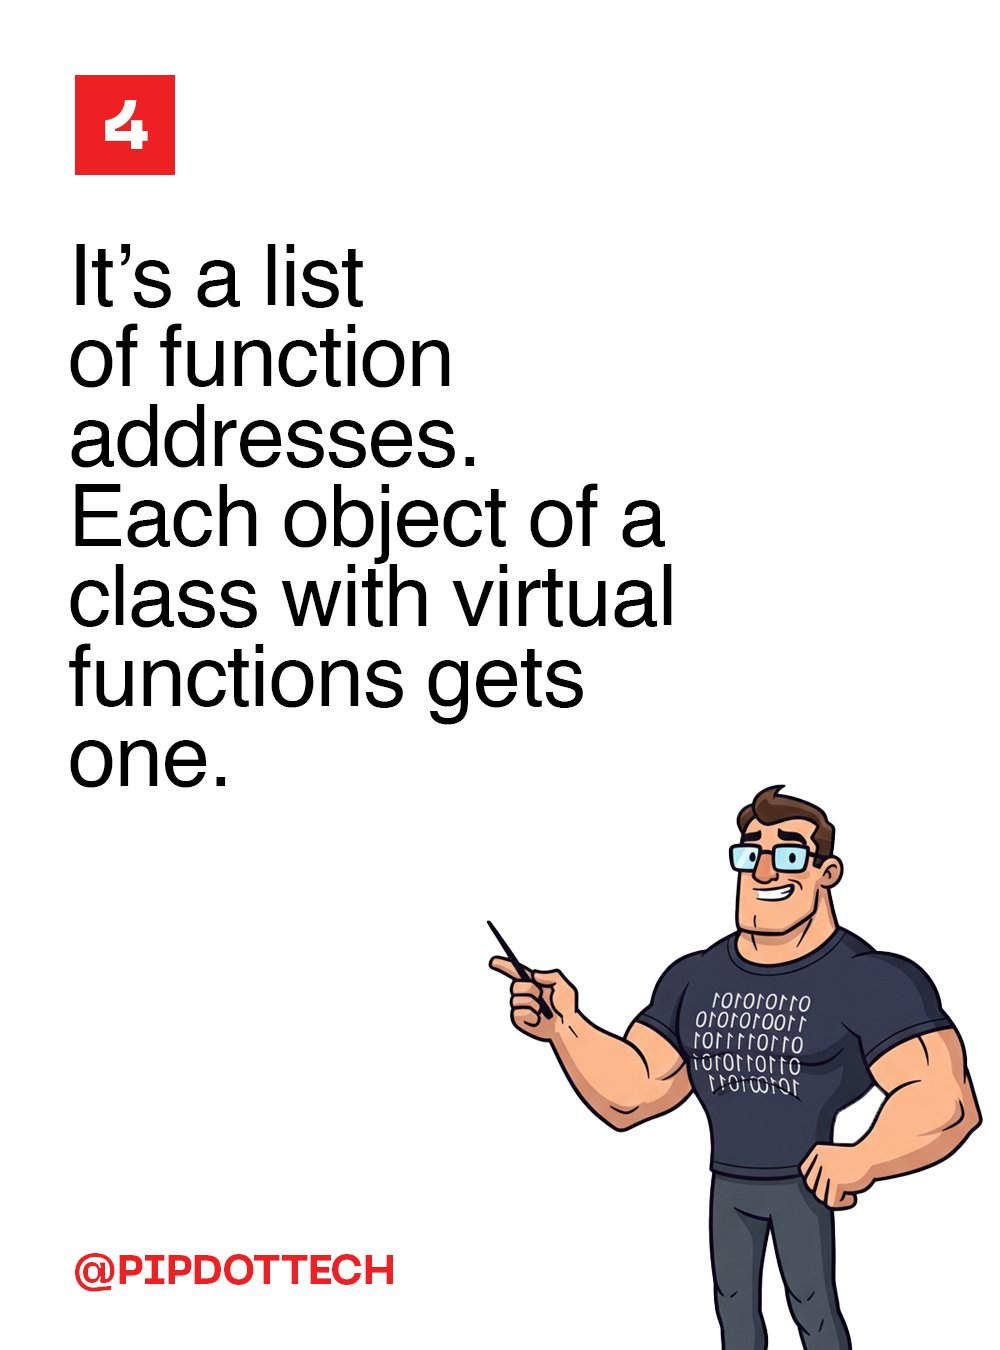 4
It’s a list
of function
addresses.
Each object of a
class with virtual
functions gets
one.
@PIPDOTTECH